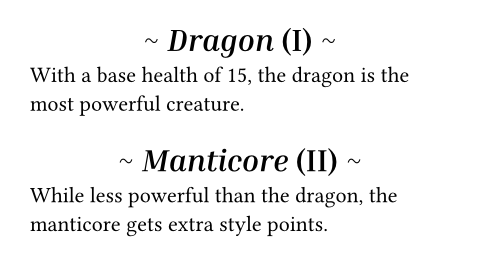 ~ Dragon (I) ~
With a base health of 15, the dragon is the
most powerful creature.
~ Manticore (II) ~
While less powerful than the dragon, the
manticore gets extra style points.